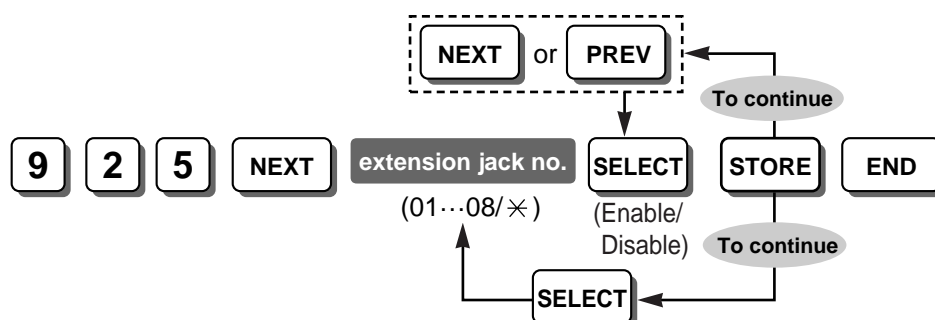 NEXT or PREV
To continue
9 2 5 NEXT extension jack no. SELECT STORE END
(01···08/✳) (Enable/
Disable) To continue
SELECT